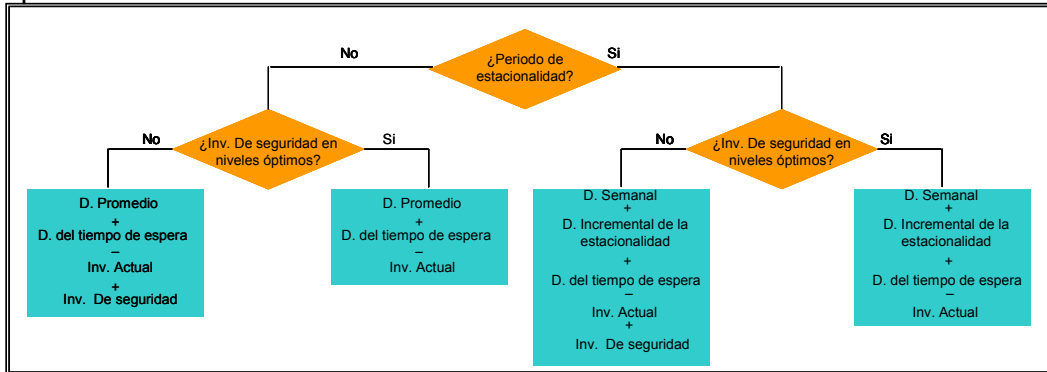 ¿Periodo de
estacionalidad?
No
Si
¿Inv. De seguridad en
niveles óptimos?
No
Si
¿Inv. De seguridad en
niveles óptimos?
No
Si
D. Promedio
+
D. del tiempo de espera
–
Inv. Actual
+
Inv. De seguridad
D. Promedio
+
D. del tiempo de espera
–
Inv. Actual
D. Semanal
+
D. Incremental de la
estacionalidad
+
D. del tiempo de espera
–
Inv. Actual
+
Inv. De seguridad
D. Semanal
+
D. Incremental de la
estacionalidad
+
D. del tiempo de espera
–
Inv. Actual